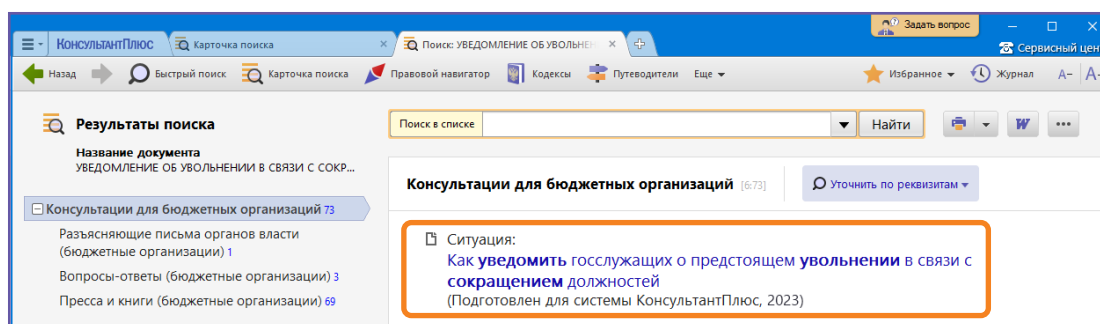 Задать вопрос
КонсультантПлюс
Карточка поиска
Поиск: УВЕДОМЛЕНИЕ ОБ УВОЛЬНЕ
Сервисный цен
Назад
Быстрый поиск
Карточка поиска
Правовой навигатор
Кодексы
Путеводители
Еще
Избранное
Журнал
A−
A
Результаты поиска
Поиск в списке
Найти
W
Название документа
УВЕДОМЛЕНИЕ ОБ УВОЛЬНЕНИИ В СВЯЗИ С СОКР...
Консультации для бюджетных организаций [6:73]
Уточнить по реквизитам
Консультации для бюджетных организаций 73
Разъясняющие письма органов власти
(бюджетные организации) 1
Вопросы-ответы (бюджетные организации) 3
Пресса и книги (бюджетные организации) 69
Ситуация:
Как уведомить госслужащих о предстоящем увольнении в связи с
сокращением должностей
(Подготовлен для системы КонсультантПлюс, 2023)